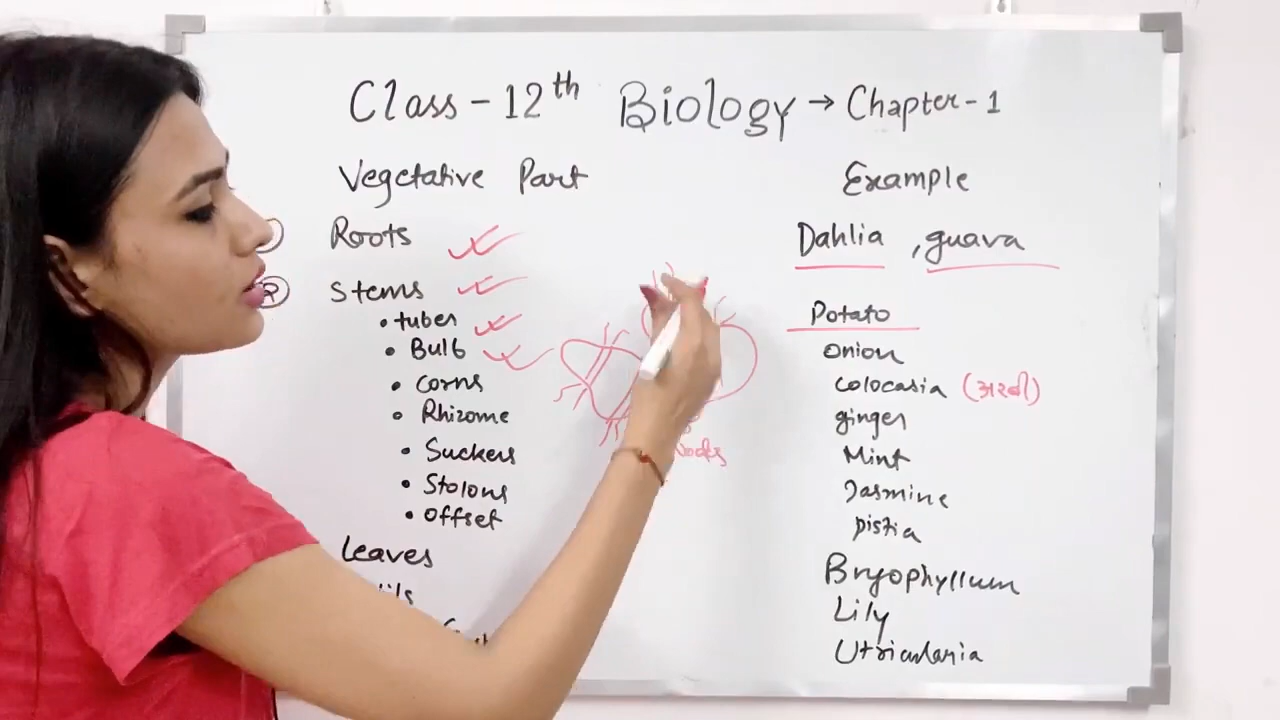 Class - 12th Biology → Chapter - 1
Vegetative Part Example
Roots Dahlia , guava
Stems Potato
• tuber
• Bulb onion
• Corns Colocasia (अरबी)
• Rhizome ginger
• Suckers Mint
• Stolons Jasmine
• Offset Pistia
Leaves Bryophyllum
Lily
Utricularia